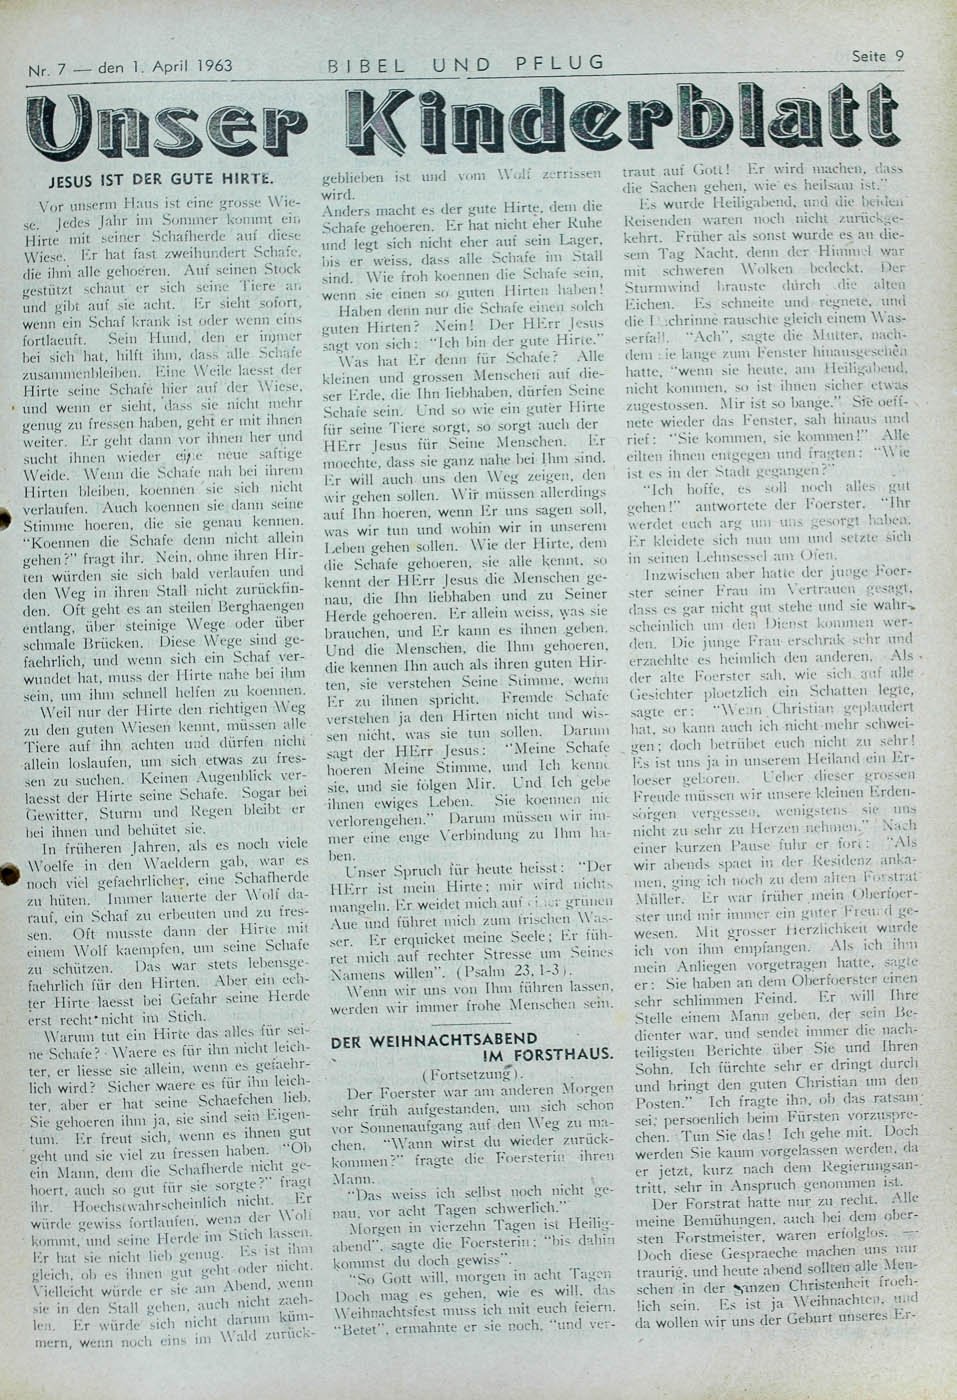 Nr. 7 — den 1. April 1963
BIBEL UND PFLUG
Seite 9
Unser Kinderblatt
JESUS IST DER GUTE HIRTE.
Vor unserm Haus ist eine grosse Wie-
se. Jedes Jahr im Sommer kommt ein
Hirte mit seiner Schafherde auf diese
Wiese. Er hat fast zweihundert Schafe,
die ihm alle gehoeren. Auf seinen Stock
gestützt schaut er sich seine Tiere an
und gibt auf sie acht. Er sieht sofort,
wenn ein Schaf krank ist oder wenn eins
fortlaeuft. Sein Hund, den er immer
bei sich hat, hilft ihm, dass alle Schafe
zusammenbleiben. Eine Weile laesst der
Hirte seine Schafe hier auf der Wiese,
und wenn er sieht, dass sie nicht mehr
genug zu fressen haben, geht er mit ihnen
weiter. Er geht dann vor ihnen her und
sucht ihnen wieder eine neue saftige
Weide. Wenn die Schafe nah bei ihrem
Hirten bleiben, koennen sie sich nicht
verlaufen. Auch koennen sie dann seine
Stimme hoeren, die sie genau kennen.
"Koennen die Schafe denn nicht allein
gehen?" fragt ihr. Nein, ohne ihren Hir-
ten würden sie sich bald verlaufen und
den Weg in ihren Stall nicht zurückfin-
den. Oft geht es an steilen Berghaengen
entlang, über steinige Wege oder über
schmale Brücken. Diese Wege sind ge-
faehrlich, und wenn sich ein Schaf ver-
wundet hat, muss der Hirte nahe bei ihm
sein, um ihm schnell helfen zu koennen.
Weil nur der Hirte den richtigen Weg
zu den guten Wiesen kennt, müssen alle
Tiere auf ihn achten und dürfen nicht
allein loslaufen, um sich etwas zu fres-
sen zu suchen. Keinen Augenblick ver-
laesst der Hirte seine Schafe. Sogar bei
Gewitter, Sturm und Regen bleibt er
bei ihnen und behütet sie.
In früheren Jahren, als es noch viele
Woelfe in den Waeldern gab, war es
noch viel gefaehrlicher, eine Schafherde
zu hüten. Immer lauerte der Wolf da-
rauf, ein Schaf zu erbeuten und zu fres-
sen. Oft musste dann der Hirte mit
einem Wolf kaempfen, um seine Schafe
zu schützen. Das war stets lebensge-
faehrlich für den Hirten. Aber ein ech-
ter Hirte laesst bei Gefahr seine Herde
erst recht nicht im Stich.
Warum tut ein Hirte das alles für sei-
ne Schafe? Waere es für ihn nicht leich-
ter, er liesse sie allein, wenn es gefaehr-
lich wird? Sicher waere es für ihn leich-
ter, aber er hat seine Schaefchen lieb.
Sie gehoeren ihm ja, sie sind sein Eigen-
tum. Er freut sich, wenn es ihnen gut
geht und sie viel zu fressen haben. "Ob
ein Mann, dem die Schafherde nicht ge-
hoert, auch so gut für sie sorgte?" fragt
ihr. Hoechstwahrscheinlich nicht. Er
würde gewiss fortlaufen, wenn der Wolf
kommt, und seine Herde im Stich lassen.
Er hat sie nicht lieb genug. Es ist ihm
gleich, ob es ihnen gut geht oder nicht.
Vielleicht würde er sie am Abend, wenn
sie in den Stall gehen, auch nicht zaeh-
len. Er würde sich nicht darum küm-
mern, wenn noch eins im Wald zurück-
geblieben ist und vom Wolf zerrissen
wird.
Anders macht es der gute Hirte, dem die
Schafe gehoeren. Er hat nicht eher Ruhe
und legt sich nicht eher auf sein Lager,
bis er weiss, dass alle Schafe im Stall
sind. Wie froh koennen die Schafe sein,
wenn sie einen so guten Hirten haben!
Haben denn nur die Schafe einen solch
guten Hirten? Nein! Der HErr Jesus
sagt von sich: "Ich bin der gute Hirte."
Was hat Er denn für Schafe? Alle
kleinen und grossen Menschen auf die-
ser Erde, die Ihn liebhaben, dürfen Seine
Schafe sein. Und so wie ein guter Hirte
für seine Tiere sorgt, so sorgt auch der
HErr Jesus für Seine Menschen. Er
moechte, dass sie ganz nahe bei Ihm sind.
Er will auch uns den Weg zeigen, den
wir gehen sollen. Wir müssen allerdings
auf Ihn hoeren, wenn Er uns sagen soll,
was wir tun und wohin wir in unserem
Leben gehen sollen. Wie der Hirte, dem
die Schafe gehoeren, sie alle kennt, so
kennt der HErr Jesus die Menschen ge-
nau, die Ihn liebhaben und zu Seiner
Herde gehoeren. Er allein weiss, was sie
brauchen, und Er kann es ihnen geben.
Und die Menschen, die Ihm gehoeren,
die kennen Ihn auch als ihren guten Hir-
ten, sie verstehen Seine Stimme, wenn
Er zu ihnen spricht. Fremde Schafe
verstehen ja den Hirten nicht und wis-
sen nicht, was sie tun sollen. Darum
sagt der HErr Jesus: "Meine Schafe
hoeren Meine Stimme, und Ich kenne
sie, und sie folgen Mir. Und Ich gebe
ihnen ewiges Leben. Sie koennen nie
verlorengehen." Darum müssen wir im-
mer eine enge Verbindung zu Ihm ha-
ben.
Unser Spruch für heute heisst: "Der
HErr ist mein Hirte; mir wird nichts
mangeln. Er weidet mich auf einer grünen
Aue und führet mich zum frischen Was-
ser. Er erquicket meine Seele; Er füh-
ret mich auf rechter Stresse um Seines
Namens willen". (Psalm 23, 1-3).
Wenn wir uns von Ihm führen lassen,
werden wir immer frohe Menschen sein.
DER WEIHNACHTSABEND
IM FORSTHAUS.
(Fortsetzung).
Der Foerster war am anderen Morgen
sehr früh aufgestanden, um sich schon
vor Sonnenaufgang auf den Weg zu ma-
chen. "Wann wirst du wieder zurück-
kommen?" fragte die Foersterin ihren
Mann.
"Das weiss ich selbst noch nicht ge-
nau, vor acht Tagen schwerlich."
Morgen in vierzehn Tagen ist Heilig-
abend", sagte die Foersterin: "bis dahin
kommst du doch gewiss".
"So Gott will, morgen in acht Tagen
Doch mag es gehen, wie es will, das
Weihnachtsfest muss ich mit euch feiern.
"Betet", ermahnte er sie noch, "und ver-
traut auf Gott! Er wird machen, dass
die Sachen gehen, wie es heilsam ist."
Es wurde Heiligabend, und die beiden
Reisenden waren noch nicht zurückge-
kehrt. Früher als sonst wurde es an die-
sem Tag Nacht, denn der Himmel war
mit schweren Wolken bedeckt. Der
Sturmwind brauste durch die alten
Eichen. Es schneite und regnete, und
die Dachrinne rauschte gleich einem Was-
serfall. "Ach", sagte die Mutter, nach-
dem sie lange zum Fenster hinausgesehen
hatte, "wenn sie heute, am Heiligabend,
nicht kommen, so ist ihnen sicher etwas
zugestossen. Mir ist so bange." Sie oeff-
nete wieder das Fenster, sah hinaus und
rief: "Sie kommen, sie kommen!" Alle
eilten ihnen entgegen und fragten: "Wie
ist es in der Stadt gegangen?"
"Ich hoffe, es soll noch alles gut
gehen!" antwortete der Foerster. "Ihr
werdet euch arg um uns gesorgt haben.
Er kleidete sich nun um und setzte sich
in seinen Lehnsessel am Ofen.
Inzwischen aber hatte der junge Foer-
ster seiner Frau im Vertrauen gesagt,
dass es gar nicht gut stehe und sie wahr-
scheinlich um den Dienst kommen wer-
den. Die junge Frau erschrak sehr und
erzaehlte es heimlich den anderen. Als
der alte Foerster sah, wie sich auf alle
Gesichter ploetzlich ein Schatten legte,
sagte er: "Wenn Christian geplaudert
hat, so kann auch ich nicht mehr schwei-
gen; doch betrübet euch nicht zu sehr!
Es ist uns ja in unserem Heiland ein Er-
loeser geboren. Ueber dieser grossen
Freude müssen wir unsere kleinen Erden-
sorgen vergessen, wenigstens sie uns
nicht zu sehr zu Herzen nehmen." Nach
einer kurzen Pause fuhr er fort: "Als
wir abends spaet in der Residenz anka-
men, ging ich noch zu dem alten Forstrat
Müller. Er war früher mein Oberfoer-
ster und mir immer ein guter Freund ge-
wesen. Mit grosser Herzlichkeit wurde
ich von ihm empfangen. Als ich ihm
mein Anliegen vorgetragen hatte, sagte
er: Sie haben an dem Oberfoerster einen
sehr schlimmen Feind. Er will Ihre
Stelle einem Mann geben, der sein Be-
dienter war, und sendet immer die nach-
teiligsten Berichte über Sie und Ihren
Sohn. Ich fürchte sehr er dringt durch
und bringt den guten Christian um den
Posten." Ich fragte ihn, ob das ratsam
sei, persoenlich beim Fürsten vorzuspre-
chen. Tun Sie das! Ich gehe mit. Doch
werden Sie kaum vorgelassen werden, da
er jetzt, kurz nach dem Regierungsan-
tritt, sehr in Anspruch genommen ist.
Der Forstrat hatte nur zu recht. Alle
meine Bemühungen, auch bei dem ober-
sten Forstmeister, waren erfolglos. —
Doch diese Gespraeche machen uns nur
traurig, und heute abend sollten alle Men-
schen in der ganzen Christenheit froeh-
lich sein. Es ist ja Weihnachten, und
da wollen wir uns der Geburt unseres Er-